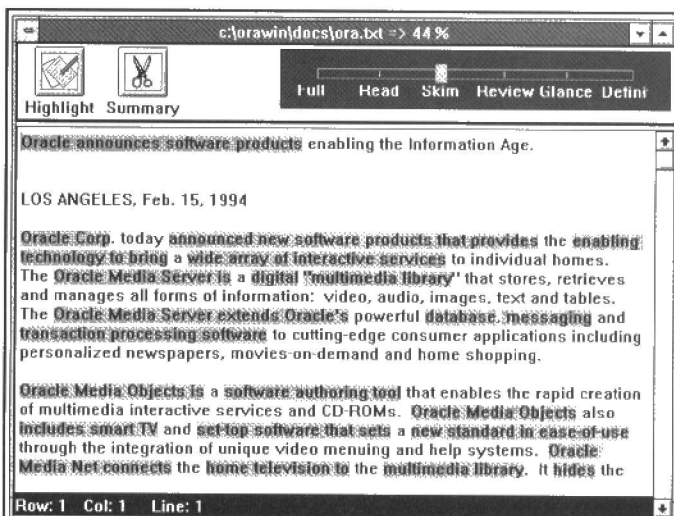 c:\orawin\docs\ora.txt => 44%
Full Read Skim Review Glance Defini
Highlight Summary
Oracle announces software products enabling the Information Age.
LOS ANGELES, Feb. 15, 1994
Oracle Corp. today announced new software products that provides the enabling
technology to bring a wide array of interactive services to individual homes.
The Oracle Media Server is a digital "multimedia library" that stores, retrieves
and manages all forms of information: video, audio, images, text and tables.
The Oracle Media Server extends Oracle's powerful database, messaging and
transaction processing software to cutting-edge consumer applications including
personalized newspapers, movies-on-demand and home shopping.
Oracle Media Objects is a software authoring tool that enables the rapid creation
of multimedia interactive services and CD-ROMs. Oracle Media Objects also
includes smart TV and set-top software that sets a new standard in ease-of-use
through the integration of unique video menuing and help systems. Oracle
Media Net connects the home television to the multimedia library. It hides the
Row: 1 Col: 1 Line: 1